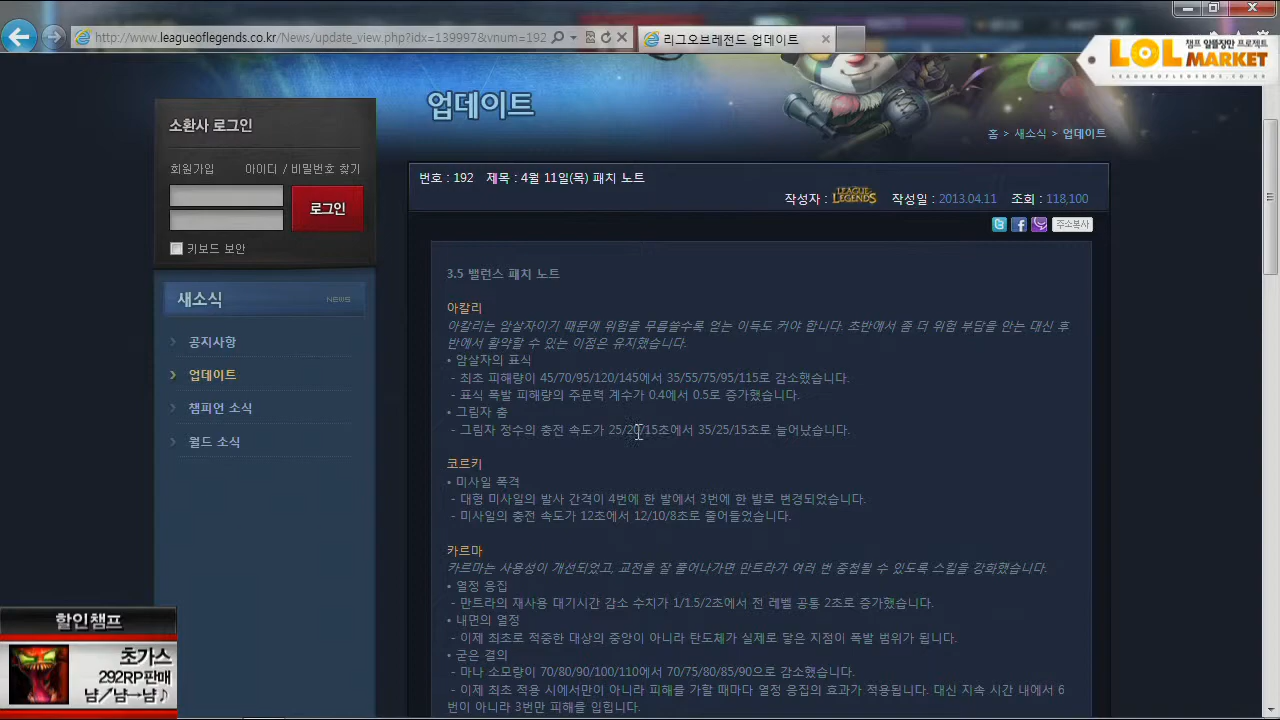 http://www.leagueoflegends.co.kr/News/update_view.php?idx=139997&vnum=192
리그오브레전드 업데이트
챔프 알뜰장만 프로젝트
LOL MARKET
LEAGUEOFLEGENDS.CO.KR
업데이트
홈 > 새소식 > 업데이트
소환사 로그인
회원가입 아이디 / 비밀번호 찾기
로그인
키보드 보안
새소식 NEWS
공지사항
업데이트
챔피언 소식
월드 소식
번호 : 192 제목 : 4월 11일(목) 패치 노트
작성자 : LEAGUE OF LEGENDS 작성일 : 2013.04.11 조회 : 118,100
주소복사
3.5 밸런스 패치 노트
아칼리
아칼리는 암살자이기 때문에 위험을 무릅쓸수록 얻는 이득도 커야 합니다. 초반에서 좀 더 위험 부담을 안는 대신 후
반에서 활약할 수 있는 이점은 유지했습니다.
• 암살자의 표식
- 최초 피해량이 45/70/95/120/145에서 35/55/75/95/115로 감소했습니다.
- 표식 폭발 피해량의 주문력 계수가 0.4에서 0.5로 증가했습니다.
• 그림자 춤
- 그림자 정수의 충전 속도가 25/20/15초에서 35/25/15초로 늘어났습니다.
코르키
• 미사일 폭격
- 대형 미사일의 발사 간격이 4번에 한 발에서 3번에 한 발로 변경되었습니다.
- 미사일의 충전 속도가 12초에서 12/10/8초로 줄어들었습니다.
카르마
카르마는 사용성이 개선되었고, 교전을 잘 풀어나가면 만트라가 여러 번 중첩될 수 있도록 스킬을 강화했습니다.
• 열정 응집
- 만트라의 재사용 대기시간 감소 수치가 1/1.5/2초에서 전 레벨 공통 2초로 증가했습니다.
• 내면의 열정
- 이제 최초로 적중한 대상의 중앙이 아니라 탄도체가 실제로 닿은 지점이 폭발 범위가 됩니다.
• 굳은 결의
- 마나 소모량이 70/80/90/100/110에서 70/75/80/85/90으로 감소했습니다.
- 이제 최초 적용 시에서만이 아니라 피해를 가할 때마다 열정 응집의 효과가 적용됩니다. 대신 지속 시간 내에서 6
번이 아니라 3번만 피해를 입힙니다.
할인챔프
초가스
292RP판매
냠╱냠→냠♪